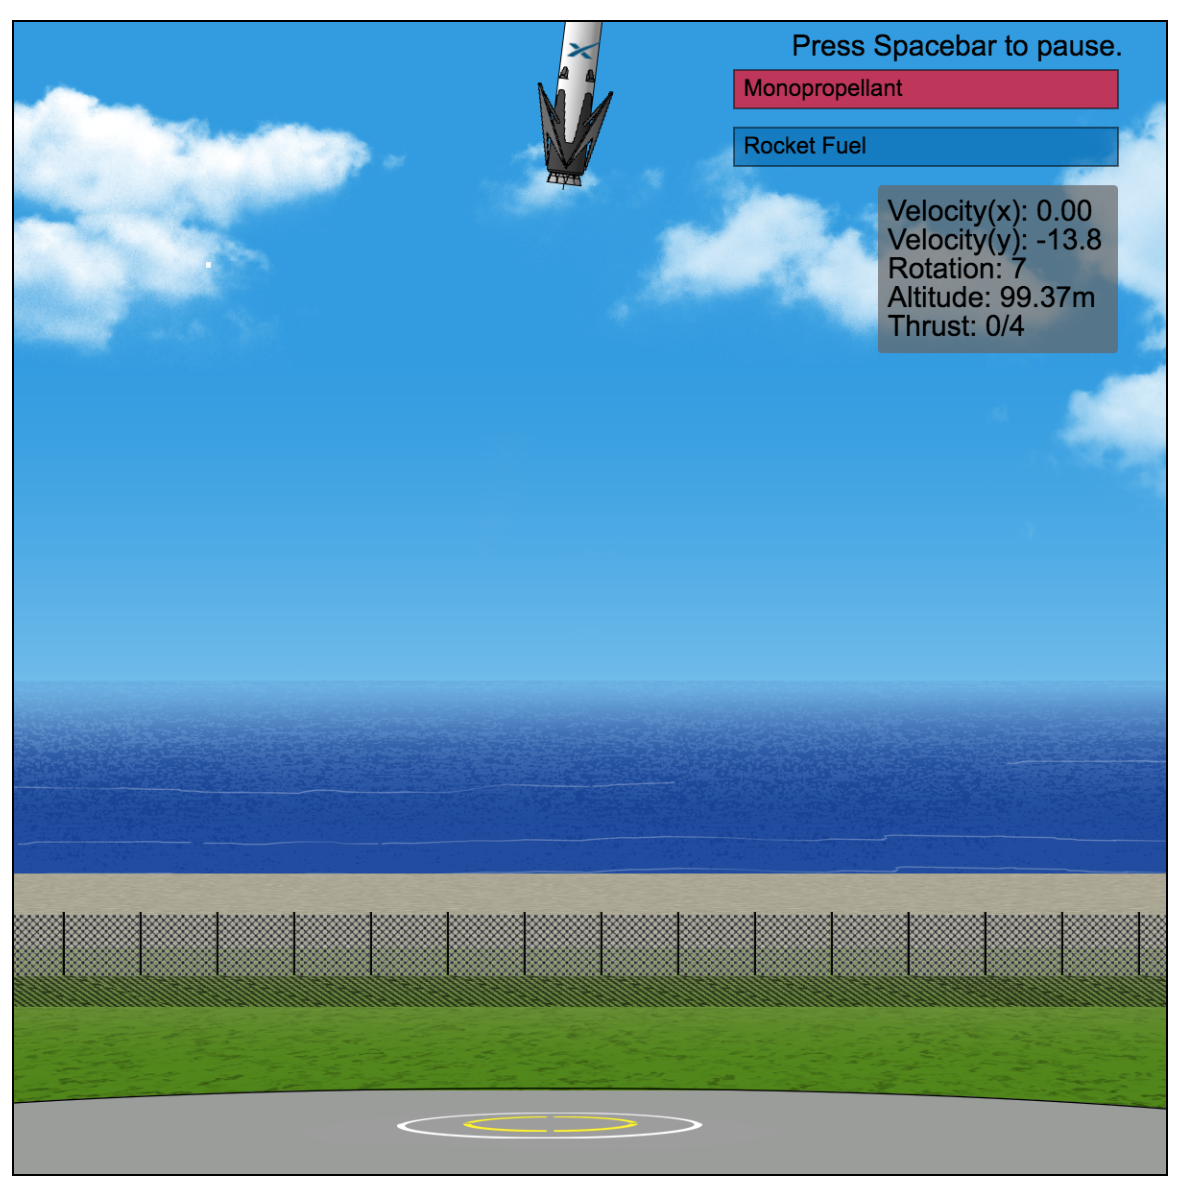 Press Spacebar to pause.
Monopropellant
Rocket Fuel
Velocity(x): 0.00
Velocity(y): -13.8
Rotation: 7
Altitude: 99.37m
Thrust: 0/4